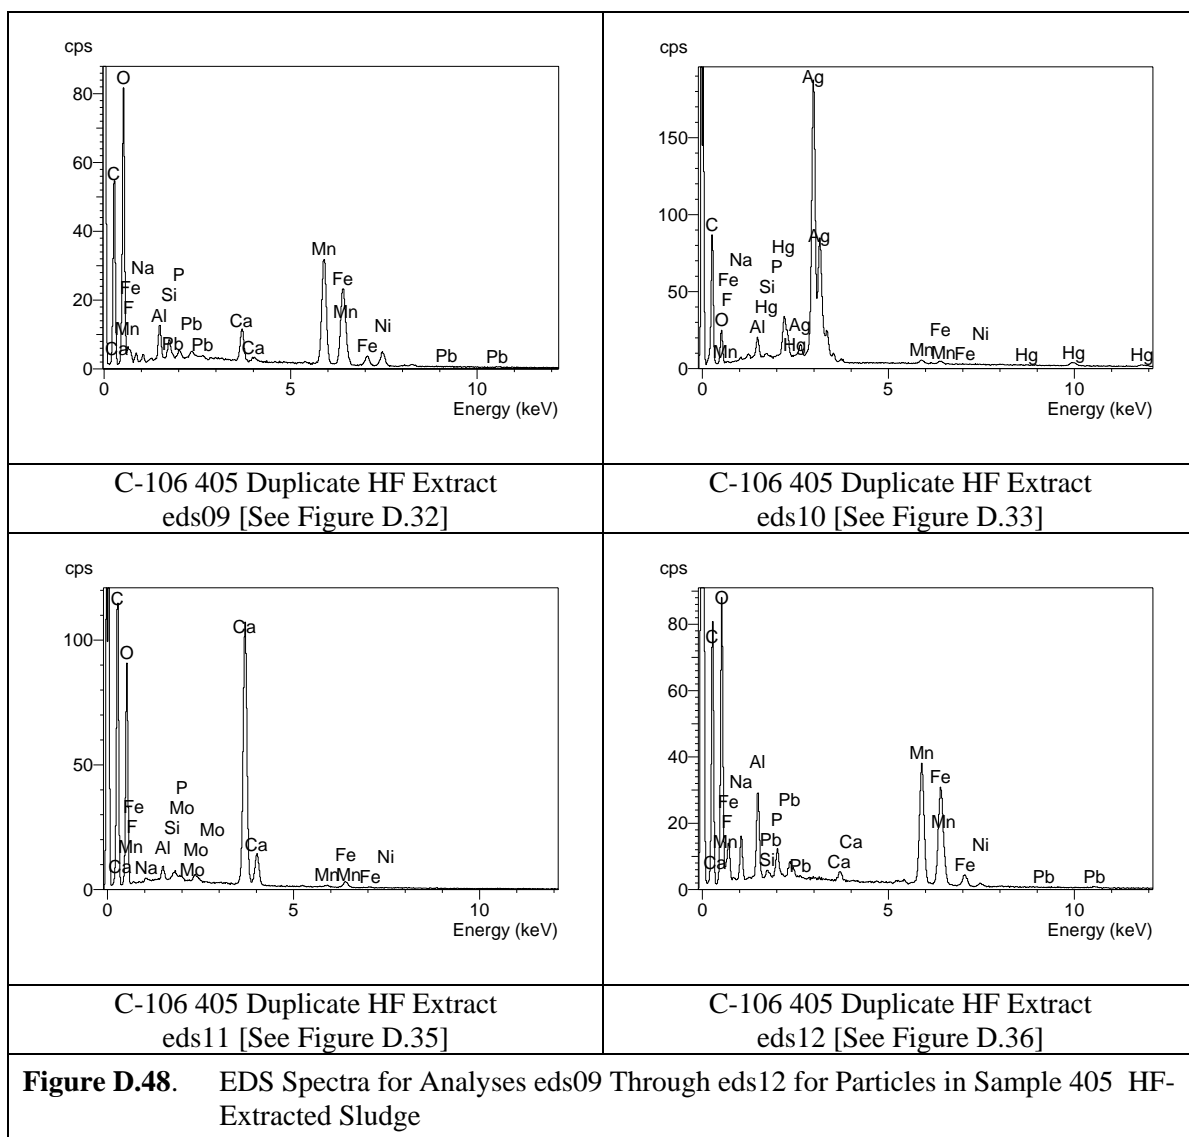 cps
O
80
60
C
40
Mn
Na
P
Fe
Fe
Si
20
F
Al
Mn
Ca
Pb
Ni
Mn
Pb
Pb
Ca
Ca
Fe
Pb
Pb
0
0
5
10
Energy (keV)
C-106 405 Duplicate HF Extract
eds09 [See Figure D.32]
cps
Ag
150
100
C
Ag
Hg
Na
P
Fe
Si
50
F
Hg
O
Al
Ag
Fe
Ni
Mn
Hg
Mn
Mn
Fe
Hg
Hg
Hg
0
0
5
10
Energy (keV)
C-106 405 Duplicate HF Extract
eds10 [See Figure D.33]
cps
C
100
Ca
O
50
P
Fe
Mo
F
Si
Mo
Mn
Al
Mo
Ca
Fe
Ni
Ca
Na
Mo
Mn
Mn
Fe
0
0
5
10
Energy (keV)
C-106 405 Duplicate HF Extract
eds11 [See Figure D.35]
cps
O
80
C
60
40
Mn
Al
Na
Fe
Fe
Pb
20
F
P
Mn
Mn
Pb
Ca
Ni
Ca
Si
Pb
Ca
Fe
Pb
Pb
0
0
5
10
Energy (keV)
C-106 405 Duplicate HF Extract
eds12 [See Figure D.36]
Figure D.48. EDS Spectra for Analyses eds09 Through eds12 for Particles in Sample 405 HF-
Extracted Sludge